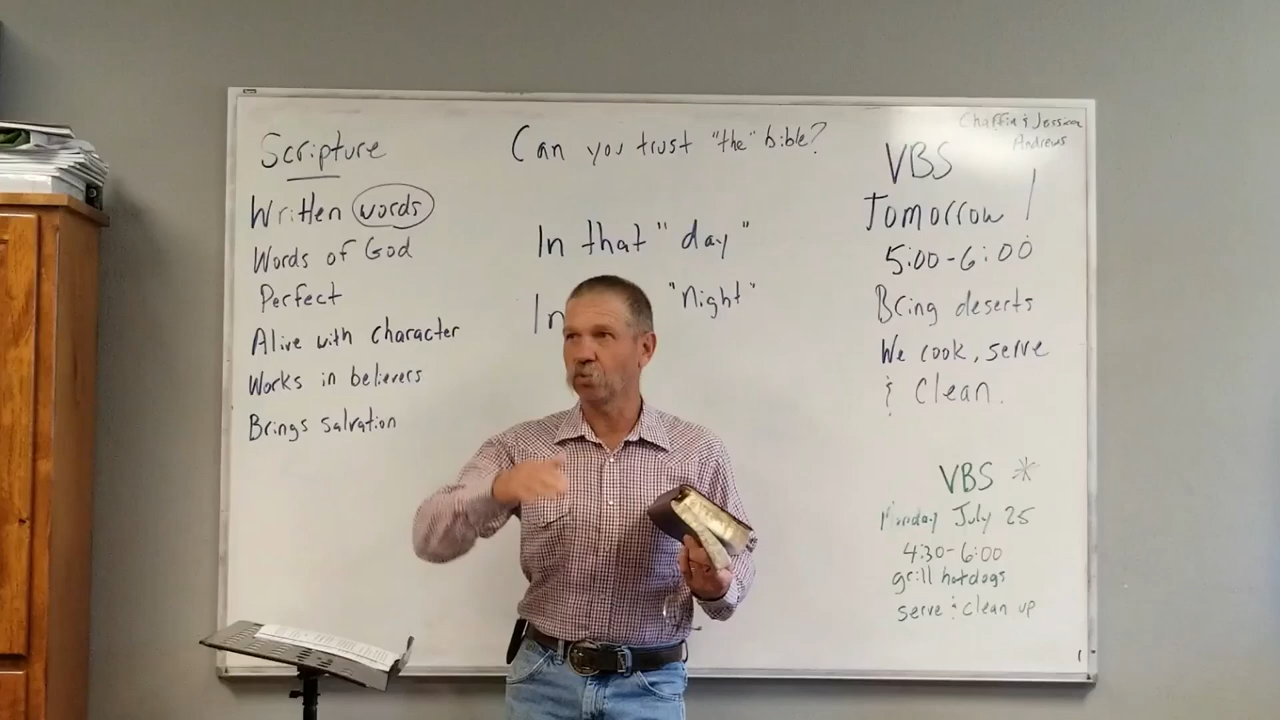 Scripture
Written words
Words of God
Perfect
Alive with character
Works in believers
Brings salvation
Can you trust "the" bible?
In that "day"
In "Night"
Chaffin & Jessica
Andrews
VBS
Tomorrow!
5:00-6:00
Bring deserts
We cook, serve
& Clean.
VBS *
Monday July 25
4:30-6:00
grill hotdogs
serve & clean up